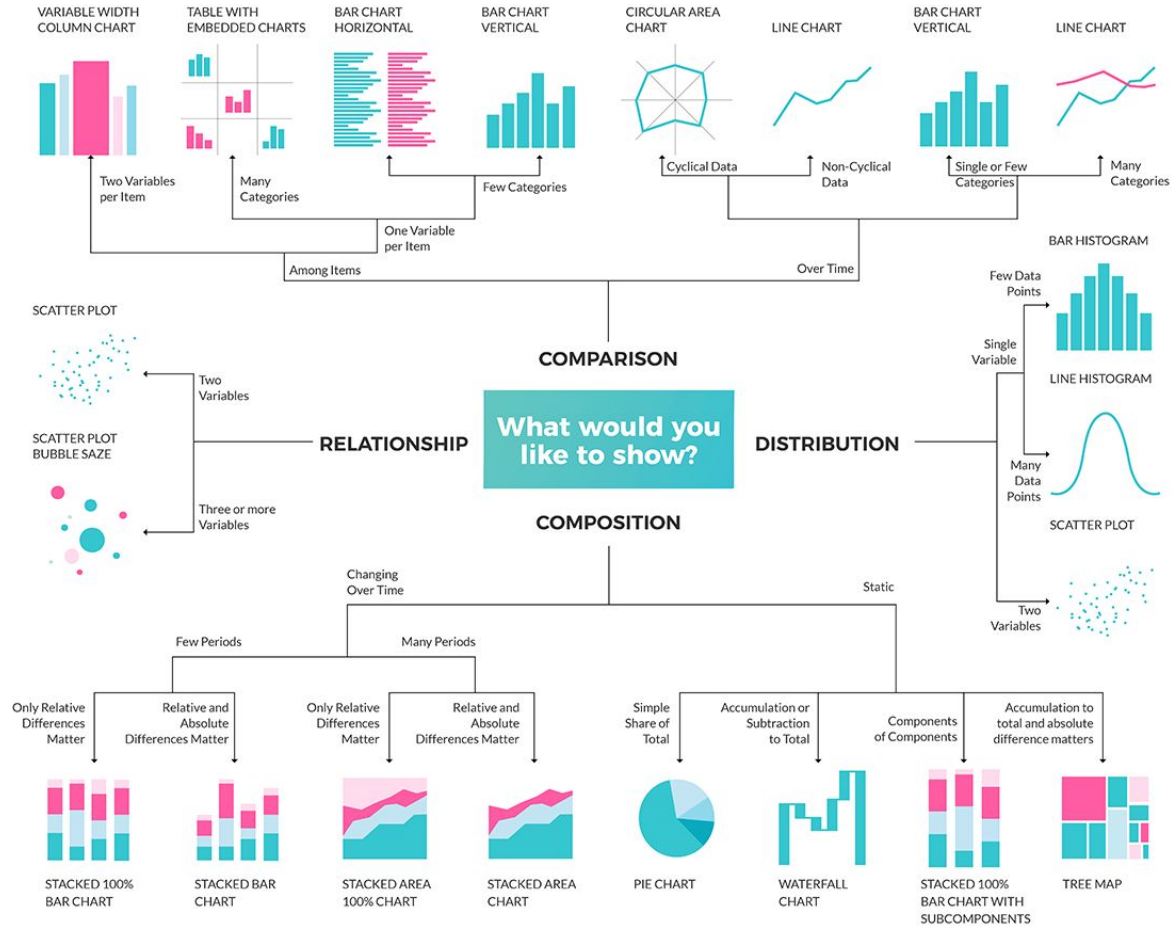 VARIABLE WIDTH
COLUMN CHART
TABLE WITH
EMBEDDED CHARTS
BAR CHART
HORIZONTAL
BAR CHART
VERTICAL
CIRCULAR AREA
CHART
LINE CHART
BAR CHART
VERTICAL
LINE CHART
Two Variables
per Item
Many
Categories
Few Categories
Cyclical Data
Non-Cyclical
Data
Single or Few
Categories
Many
Categories
One Variable
per Item
Among Items
Over Time
COMPARISON
What would you
like to show?
RELATIONSHIP
SCATTER PLOT
Two
Variables
SCATTER PLOT
BUBBLE SAZE
Three or more
Variables
DISTRIBUTION
BAR HISTOGRAM
Few Data
Points
Single
Variable
LINE HISTOGRAM
Many
Data
Points
SCATTER PLOT
Two
Variables
COMPOSITION
Changing
Over Time
Static
Few Periods
Many Periods
Only Relative
Differences
Matter
Relative and
Absolute
Differences Matter
Only Relative
Differences
Matter
Relative and
Absolute
Differences Matter
Simple
Share of
Total
Accumulation or
Subtraction
to Total
Components
of Components
Accumulation to
total and absolute
difference matters
STACKED 100%
BAR CHART
STACKED BAR
CHART
STACKED AREA
100% CHART
STACKED AREA
CHART
PIE CHART
WATERFALL
CHART
STACKED 100%
BAR CHART WITH
SUBCOMPONENTS
TREE MAP